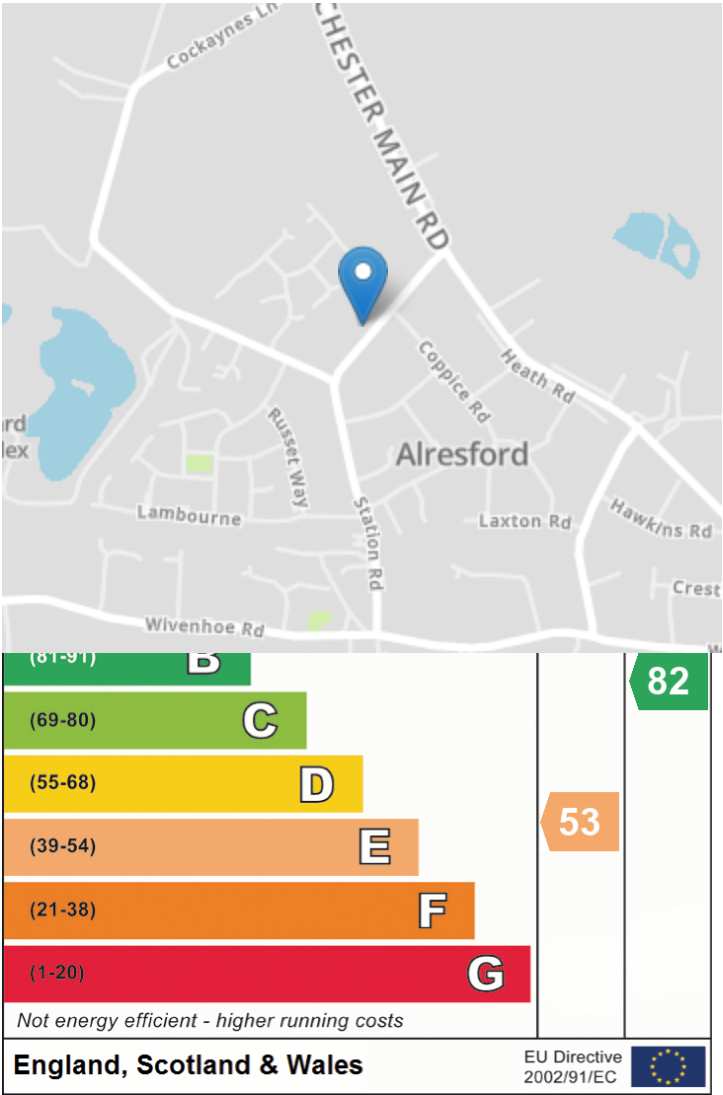 Cockaynes Ln
CHESTER MAIN RD
Coppice Rd
Heath Rd
Russet Way
ard
lex
Alresford
Lambourne
Station Rd
Laxton Rd
Hawkins Rd
Crest
Wivenhoe Rd
W
(81-91) B
82
(69-80) C
(55-68) D
53
(39-54) E
(21-38) F
(1-20) G
Not energy efficient - higher running costs
England, Scotland & Wales
EU Directive
2002/91/EC